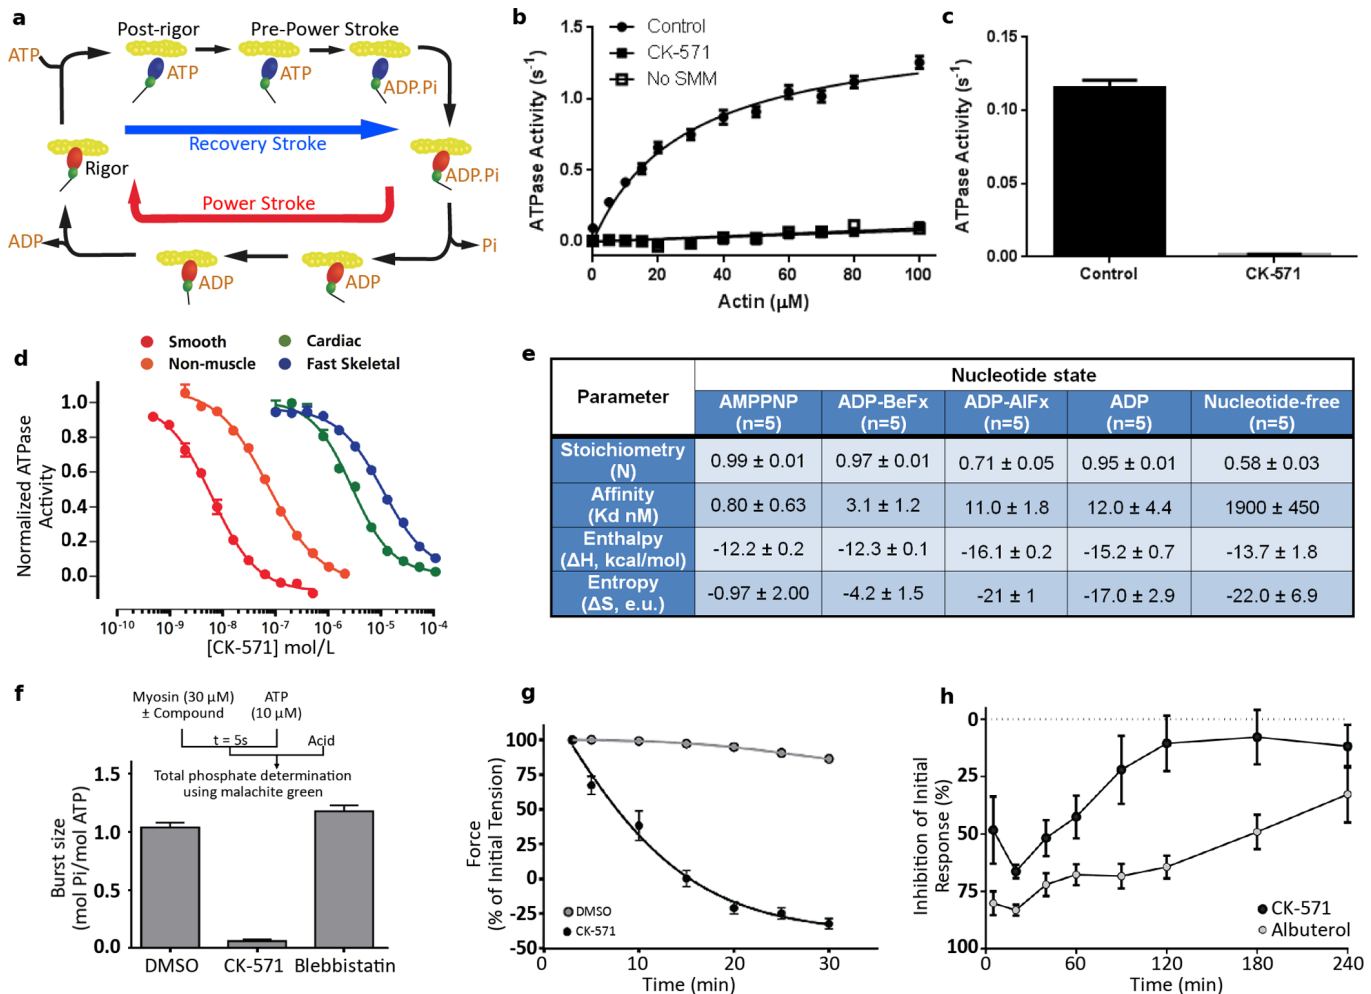 a
Post-rigor
Pre-Power Stroke
ATP
ATP
ATP
ADP.Pi
Recovery Stroke
Rigor
ADP.Pi
Power Stroke
ADP
Pi
ADP
ADP
b
Control
CK-571
No SMM
ATPase Activity (s-1)
1.5
1.0
0.5
0.0
0 20 40 60 80 100
Actin (µM)
c
ATPase Activity (s-1)
0.15
0.10
0.05
0.00
Control CK-571
d
Smooth Cardiac
Non-muscle Fast Skeletal
Normalized ATPase
Activity
1.0
0.8
0.6
0.4
0.2
0.0
10-10 10-9 10-8 10-7 10-6 10-5 10-4
[CK-571] mol/L
e
Parameter
Nucleotide state
AMPPNP (n=5) ADP-BeFx (n=5) ADP-AlFx (n=5) ADP (n=5) Nucleotide-free (n=5)
Stoichiometry (N) 0.99 ± 0.01 0.97 ± 0.01 0.71 ± 0.05 0.95 ± 0.01 0.58 ± 0.03
Affinity (Kd nM) 0.80 ± 0.63 3.1 ± 1.2 11.0 ± 1.8 12.0 ± 4.4 1900 ± 450
Enthalpy (ΔH, kcal/mol) -12.2 ± 0.2 -12.3 ± 0.1 -16.1 ± 0.2 -15.2 ± 0.7 -13.7 ± 1.8
Entropy (ΔS, e.u.) -0.97 ± 2.00 -4.2 ± 1.5 -21 ± 1 -17.0 ± 2.9 -22.0 ± 6.9
f
Myosin (30 µM)
± Compound
ATP
(10 µM)
t = 5s
Acid
Total phosphate determination
using malachite green
Burst size
(mol Pi/mol ATP)
1.5
1.0
0.5
0.0
DMSO CK-571 Blebbistatin
g
Force
(% of Initial Tension)
100
75
50
25
0
-25
-50
DMSO
CK-571
0 10 20 30
Time (min)
h
Inhibition of Initial
Response (%)
0
25
50
75
100
CK-571
Albuterol
0 60 120 180 240
Time (min)